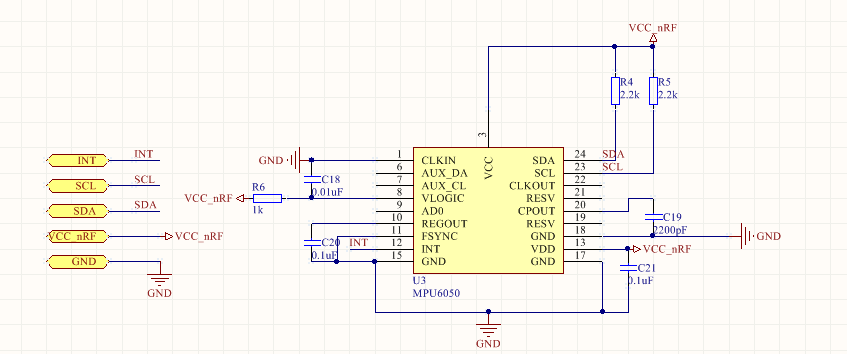 VCC_nRF
R4
2.2k
R5
2.2k
3
VCC
GND
1 CLKIN SDA 24 SDA
6 AUX_DA SCL 23 SCL
7 AUX_CL CLKOUT 22
8 VLOGIC RESV 21
9 AD0 CPOUT 20
10 REGOUT RESV 19
11 FSYNC GND 18
INT 12 INT VDD 13 VCC_nRF
15 GND GND 17
U3
MPU6050
INT INT
SCL SCL
SDA SDA
VCC_nRF VCC_nRF
GND
GND
C18
0.01uF
VCC_nRF
R6
1k
C20
0.1uF
C19
2200pF
GND
C21
0.1uF
GND